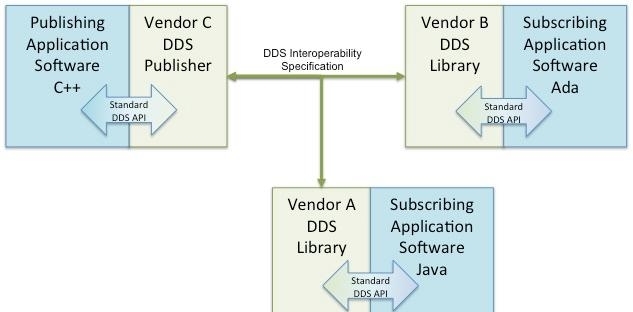 Publishing
Application
Software
C++
Standard
DDS API
Vendor C
DDS
Publisher
DDS Interoperability
Specification
Vendor B
DDS
Library
Subscribing
Application
Software
Ada
Standard
DDS API
Vendor A
DDS
Library
Subscribing
Application
Software
Java
Standard
DDS API